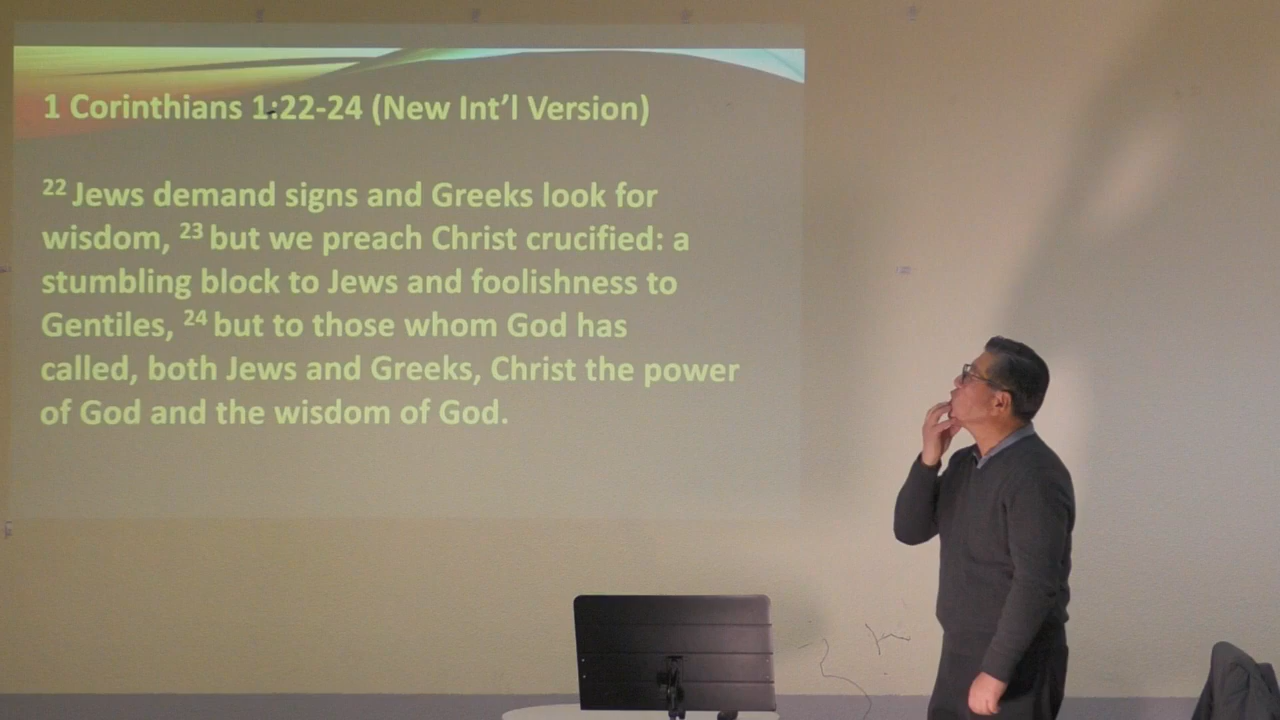 1 Corinthians 1:22-24 (New Int'l Version)
22 Jews demand signs and Greeks look for
wisdom, 23 but we preach Christ crucified: a
stumbling block to Jews and foolishness to
Gentiles, 24 but to those whom God has
called, both Jews and Greeks, Christ the power
of God and the wisdom of God.